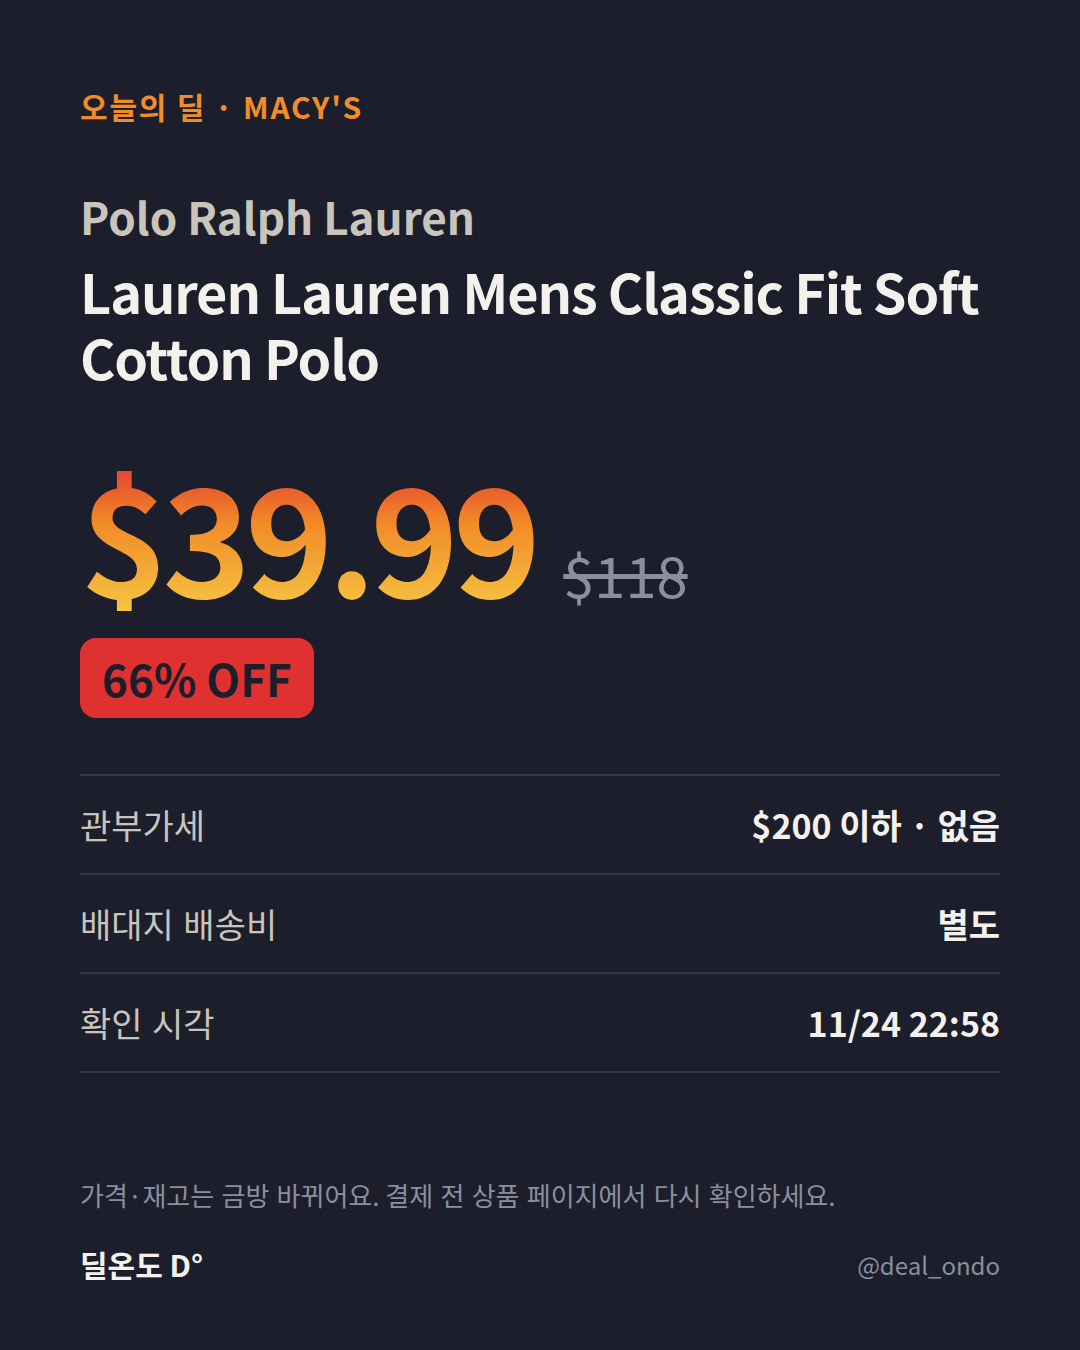 오늘의 딜 · MACY'S
Polo Ralph Lauren
Lauren Lauren Mens Classic Fit Soft
Cotton Polo
$39.99 $118
66% OFF
관부가세 $200 이하 · 없음
배대지 배송비 별도
확인 시각 11/24 22:58
가격·재고는 금방 바뀌어요. 결제 전 상품 페이지에서 다시 확인하세요.
딜온도 D° @deal_ondo